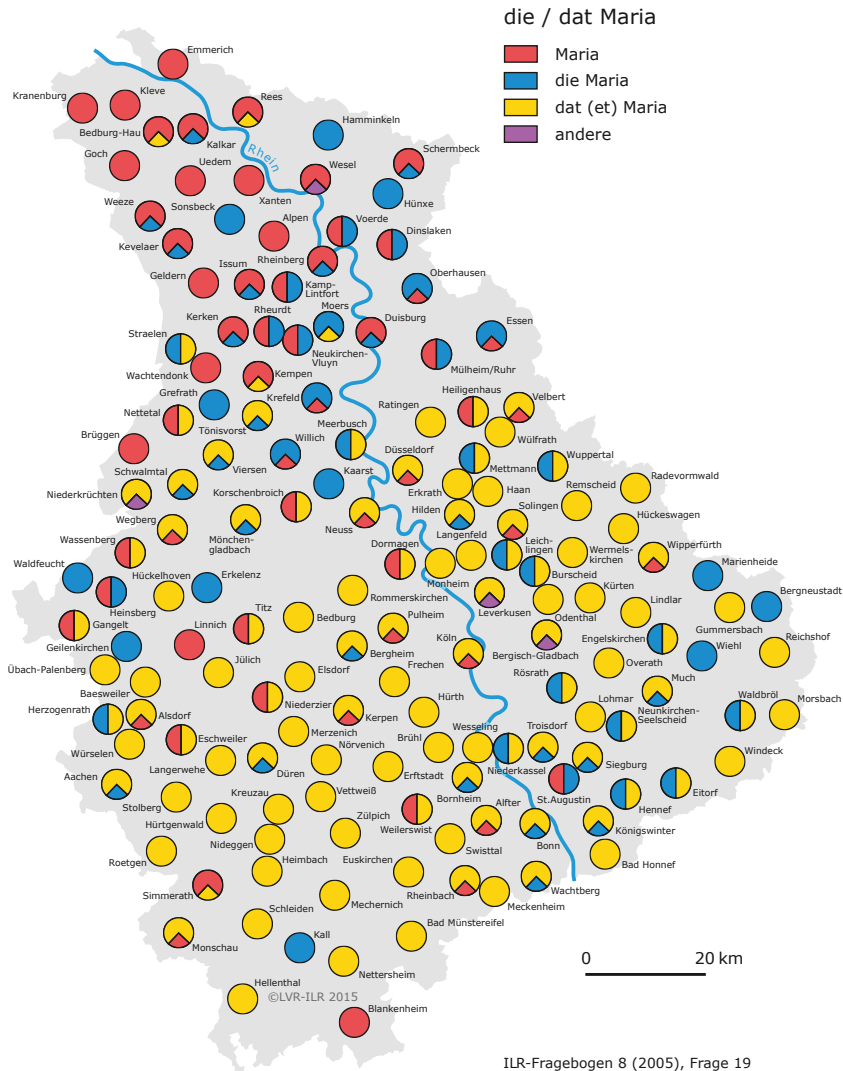 die / dat Maria
Maria
die Maria
dat (et) Maria
andere
Emmerich
Kranenburg
Kleve
Rees
Bedburg-Hau
Kalkar
Hamminkeln
Rhein
Goch
Uedem
Wesel
Schermbeck
Xanten
Hünxe
Weeze
Sonsbeck
Alpen
Voerde
Dinslaken
Kevelaer
Rheinberg
Geldern
Issum
Kamp-
Lintfort
Oberhausen
Moers
Kerken
Rheurdt
Duisburg
Essen
Straelen
Neukirchen-
Vluyn
Mülheim/Ruhr
Wachtendonk
Kempen
Heiligenhaus
Velbert
Grefrath
Krefeld
Ratingen
Nettetal
Tönisvorst
Meerbusch
Wülfrath
Brüggen
Willich
Düsseldorf
Mettmann
Wuppertal
Schwalmtal
Viersen
Kaarst
Erkrath
Haan
Remscheid
Radevormwald
Niederkrüchten
Korschenbroich
Hilden
Solingen
Hückeswagen
Wegberg
Mönchen-
gladbach
Neuss
Langenfeld
Leich-
lingen
Wermels-
kirchen
Wipperfürth
Wassenberg
Dormagen
Monheim
Burscheid
Marienheide
Waldfeucht
Hückelhoven
Erkelenz
Rommerskirchen
Leverkusen
Kürten
Bergneustadt
Heinsberg
Titz
Bedburg
Pulheim
Odenthal
Lindlar
Gummersbach
Gangelt
Linnich
Köln
Engelskirchen
Reichshof
Geilenkirchen
Bergheim
Bergisch-Gladbach
Wiehl
Übach-Palenberg
Jülich
Elsdorf
Frechen
Overath
Baesweiler
Rösrath
Much
Herzogenrath
Niederzier
Hürth
Lohmar
Neunkirchen-
Seelscheid
Waldbröl
Morsbach
Alsdorf
Kerpen
Wesseling
Troisdorf
Würselen
Eschweiler
Merzenich
Brühl
Langerwehe
Nörvenich
Niederkassel
Siegburg
Windeck
Aachen
Düren
Erftstadt
Bornheim
St.Augustin
Eitorf
Stolberg
Kreuzau
Vettweiß
Alfter
Hennef
Hürtgenwald
Zülpich
Weilerswist
Königswinter
Nideggen
Swisttal
Bonn
Roetgen
Heimbach
Euskirchen
Bad Honnef
Simmerath
Mechernich
Rheinbach
Wachtberg
Meckenheim
Schleiden
Bad Münstereifel
Monschau
Kall
Nettersheim
Hellenthal
Blankenheim
©LVR-ILR 2015
0 20 km
ILR-Fragebogen 8 (2005), Frage 19